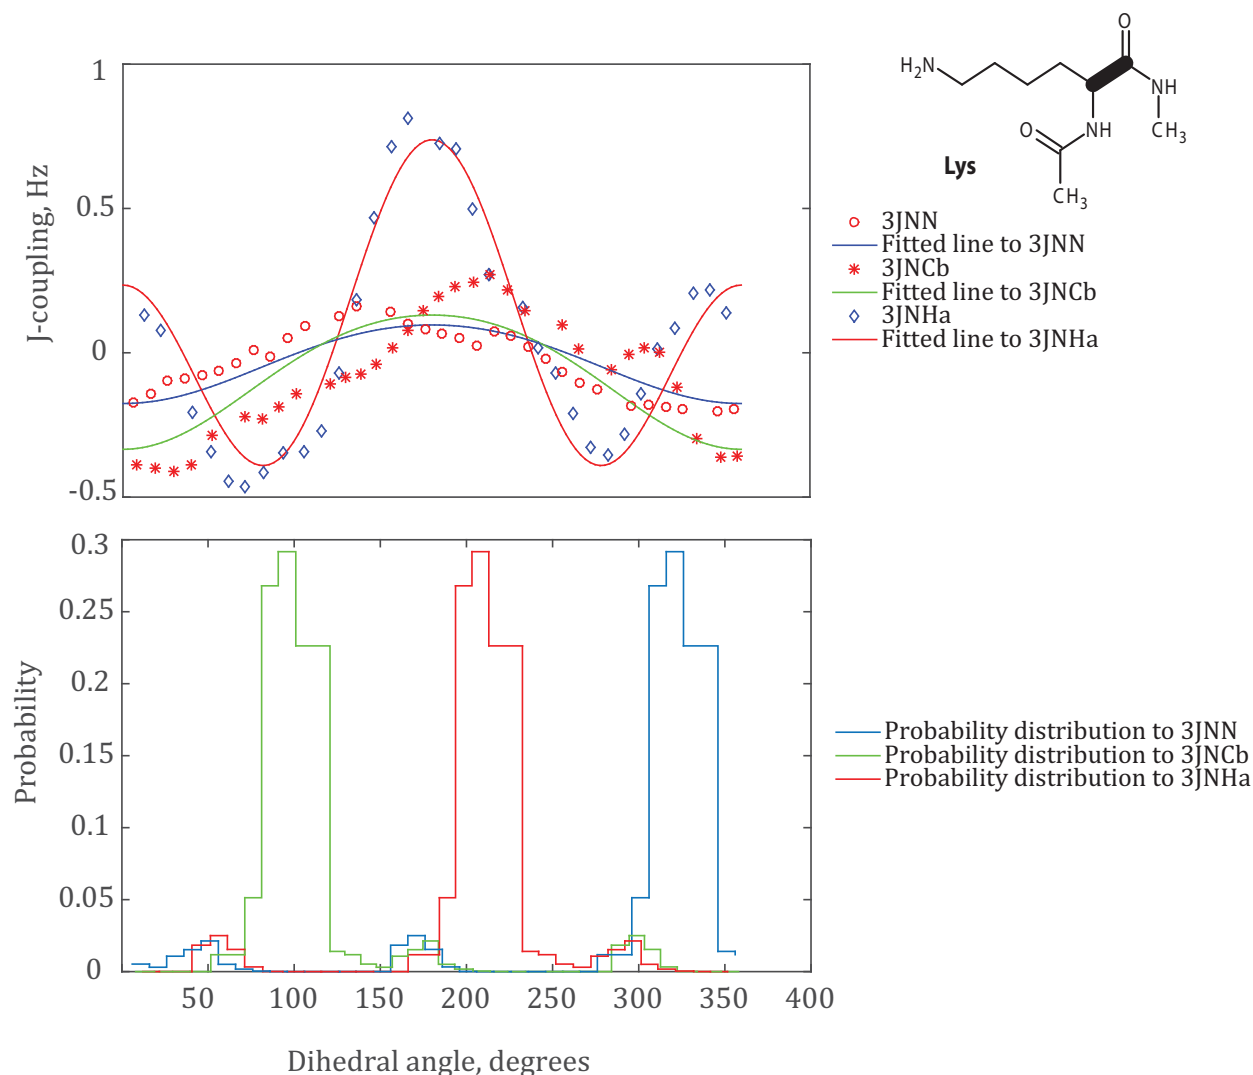 1
0.5
0
-0.5
J-coupling, Hz
O
H₂N
NH
CH₃
O
NH
CH₃
Lys
3JNN
Fitted line to 3JNN
3JNCb
Fitted line to 3JNCb
3JNHa
Fitted line to 3JNHa
0.3
0.25
0.2
0.15
0.1
0.05
0
Probability
50 100 150 200 250 300 350 400
Dihedral angle, degrees
Probability distribution to 3JNN
Probability distribution to 3JNCb
Probability distribution to 3JNHa